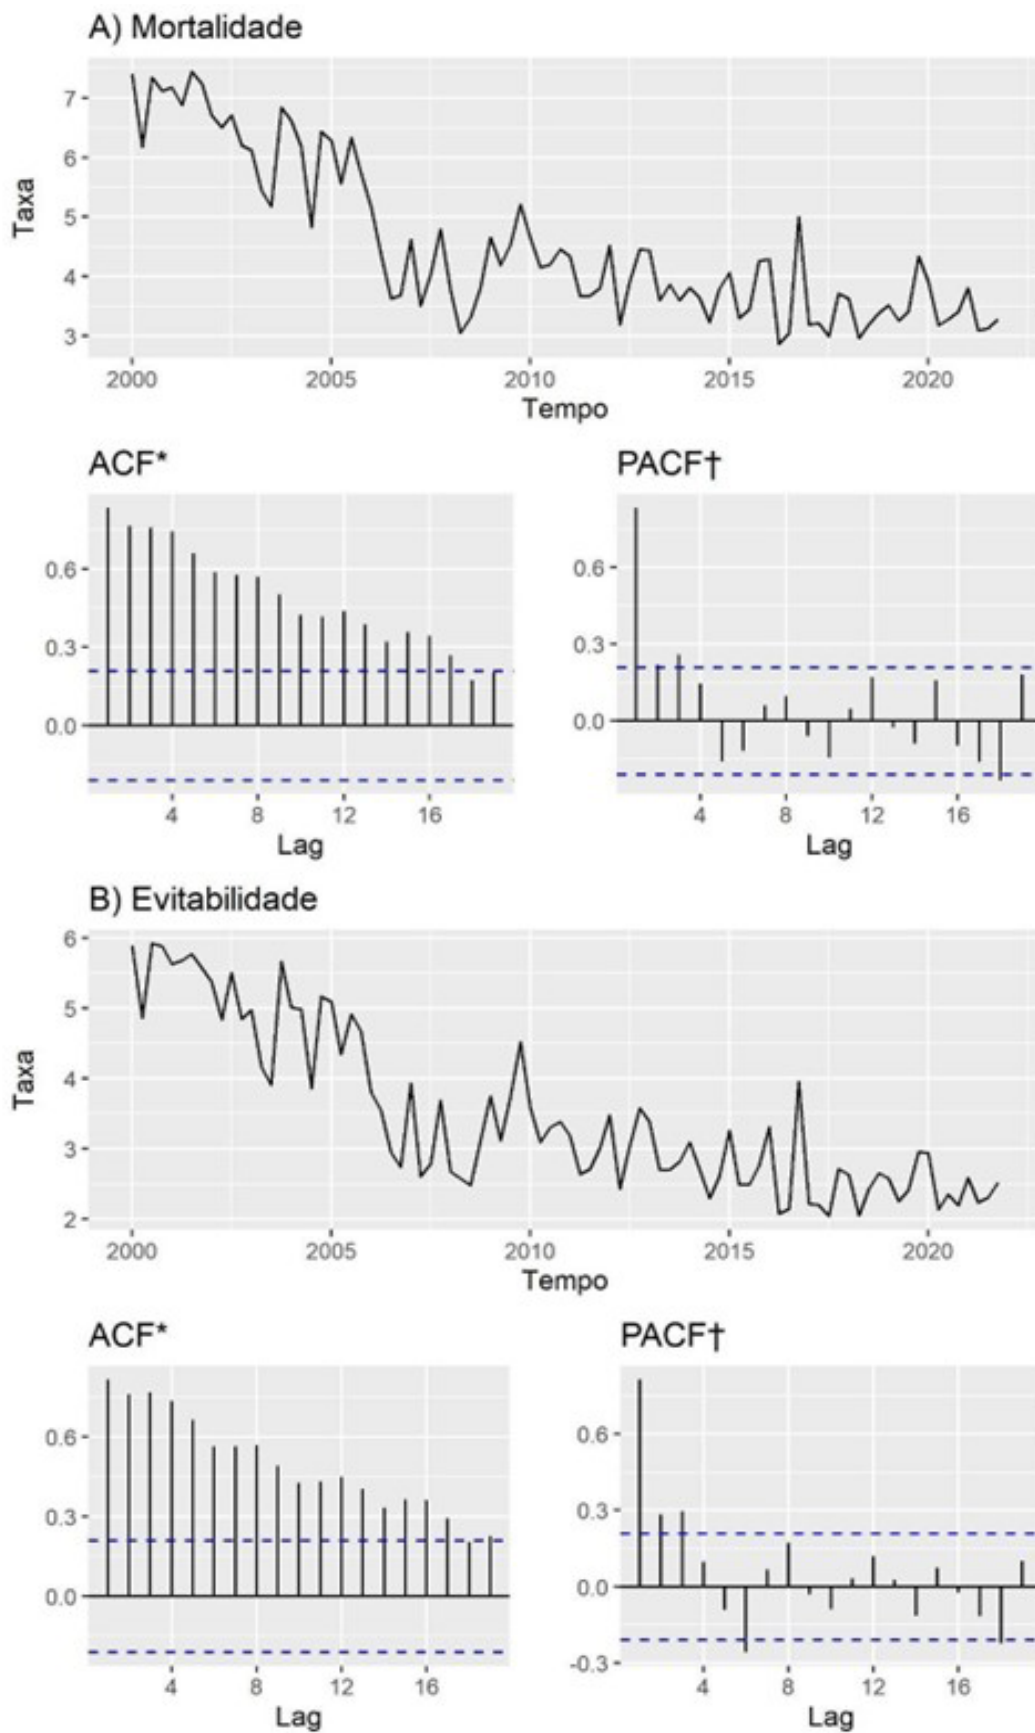 A) Mortalidade
7
6
5
4
3
Taxa
2000 2005 2010 2015 2020
Tempo
ACF* PACF†
0.6
0.3
0.0
4 8 12 16
Lag
0.6
0.3
0.0
4 8 12 16
Lag
B) Evitabilidade
6
5
4
3
2
Taxa
2000 2005 2010 2015 2020
Tempo
ACF* PACF†
0.6
0.3
0.0
4 8 12 16
Lag
0.6
0.3
0.0
-0.3
4 8 12 16
Lag